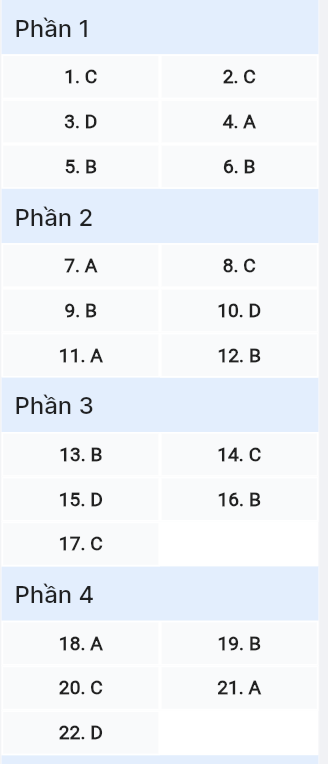 Phần 1
1. C 2. C
3. D 4. A
5. B 6. B
Phần 2
7. A 8. C
9. B 10. D
11. A 12. B
Phần 3
13. B 14. C
15. D 16. B
17. C
Phần 4
18. A 19. B
20. C 21. A
22. D